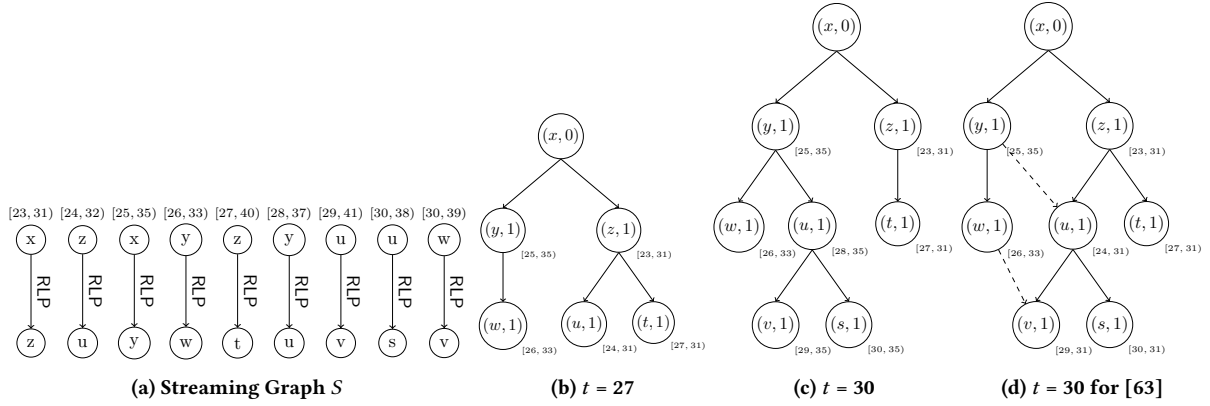 (x, 0)
(x, 0)
(y, 1)
(z, 1)
(y, 1)
(z, 1)
[25, 35)
[23, 31)
[25, 35)
[23, 31)
(x, 0)
[23, 31) [24, 32) [25, 35) [26, 33) [27, 40) [28, 37) [29, 41) [30, 38) [30, 39)
x z x y z y u u w
RLP RLP RLP RLP RLP RLP RLP RLP RLP
z u y w t u v s v
(y, 1)
(z, 1)
[25, 35)
[23, 31)
(w, 1)
(u, 1)
(t, 1)
[26, 33)
[24, 31)
[27, 31)
(w, 1)
(u, 1)
(t, 1)
[26, 33)
[28, 35)
[27, 31)
(v, 1)
(s, 1)
[29, 35)
[30, 35)
(w, 1)
(u, 1)
(t, 1)
[26, 33)
[24, 31)
[27, 31)
(v, 1)
(s, 1)
[29, 31)
[30, 31)
(a) Streaming Graph S
(b) t = 27
(c) t = 30
(d) t = 30 for [63]